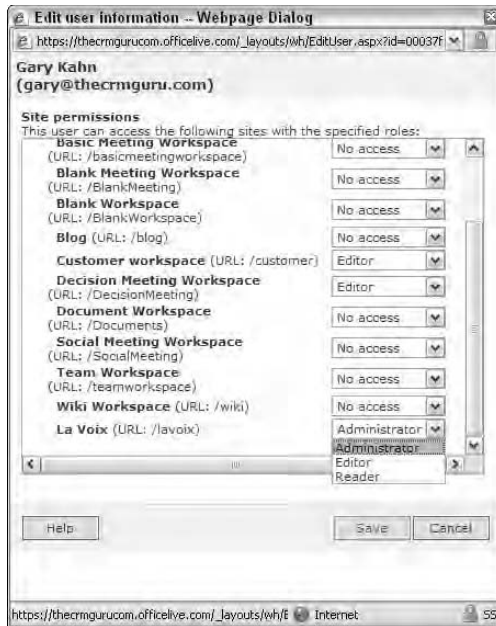 Edit user information -- Webpage Dialog
https://thecrmgurucom.officelive.com/_layouts/wh/EditUser.aspx?id=00037F
Gary Kahn
(gary@thecrmguru.com)
Site permissions
This user can access the following sites with the specified roles:
Basic Meeting Workspace
(URL: /basicmeetingworkspace) No access
Blank Meeting Workspace
(URL: /BlankMeeting) No access
Blank Workspace
(URL: /BlankWorkspace) No access
Blog (URL: /blog) No access
Customer workspace (URL: /customer) Editor
Decision Meeting Workspace
(URL: /DecisionMeeting) Editor
Document Workspace
(URL: /Documents) No access
Social Meeting Workspace
(URL: /SocialMeeting) No access
Team Workspace
(URL: /teamworkspace) No access
Wiki Workspace (URL: /wiki) No access
La Voix (URL: /lavoix) Administrator
Administrator
Editor
Reader
Help Save Cancel
https://thecrmgurucom.officelive.com/_layouts/wh/E Internet